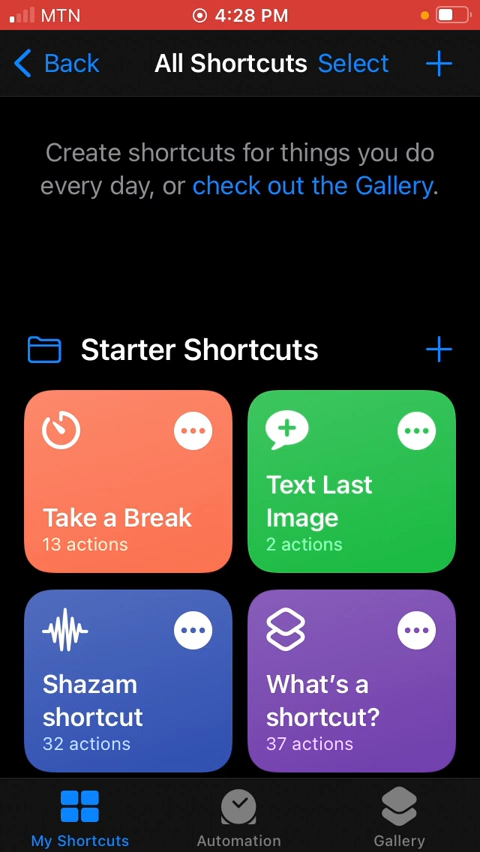 MTN 4:28 PM
Back All Shortcuts Select
Create shortcuts for things you do
every day, or check out the Gallery.
Starter Shortcuts
Take a Break
13 actions
Text Last
Image
2 actions
Shazam
shortcut
32 actions
What's a
shortcut?
37 actions
My Shortcuts Automation Gallery